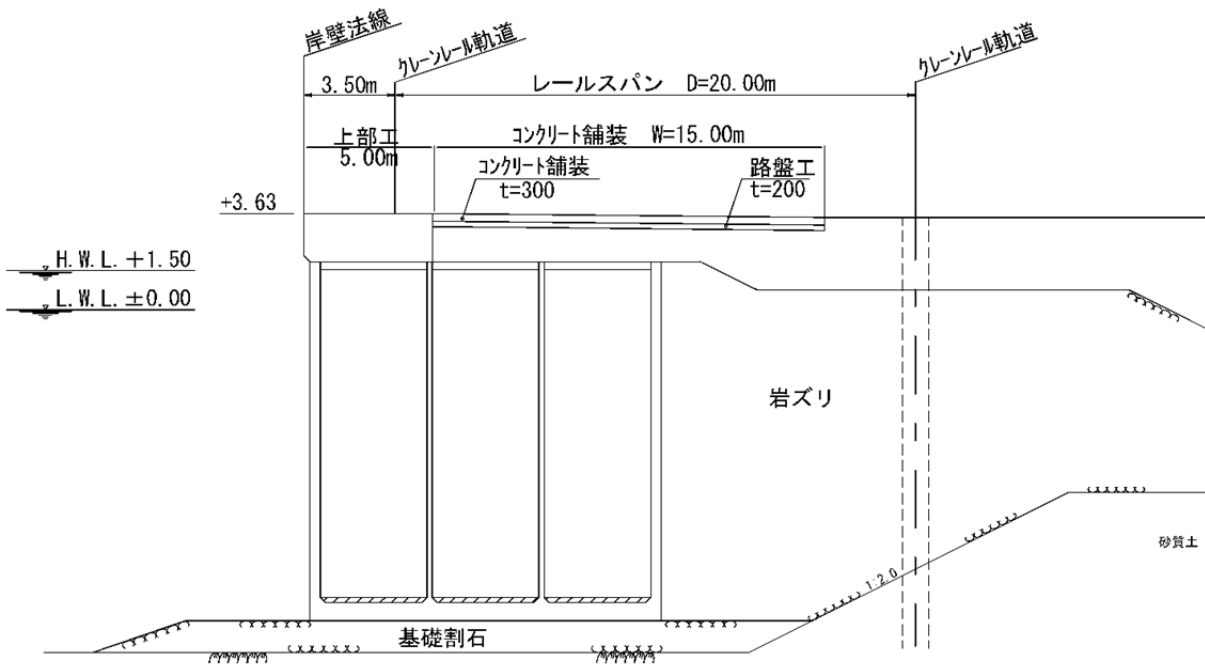 岸壁法線
クレーンレール軌道
クレーンレール軌道
3.50m
レールスパン D=20.00m
上部工
5.00m
コンクリート舗装 W=15.00m
コンクリート舗装
t=300
路盤工
t=200
+3.63
H.W.L.+1.50
L.W.L.±0.00
岩ズリ
砂質土
1:2.0
基礎割石